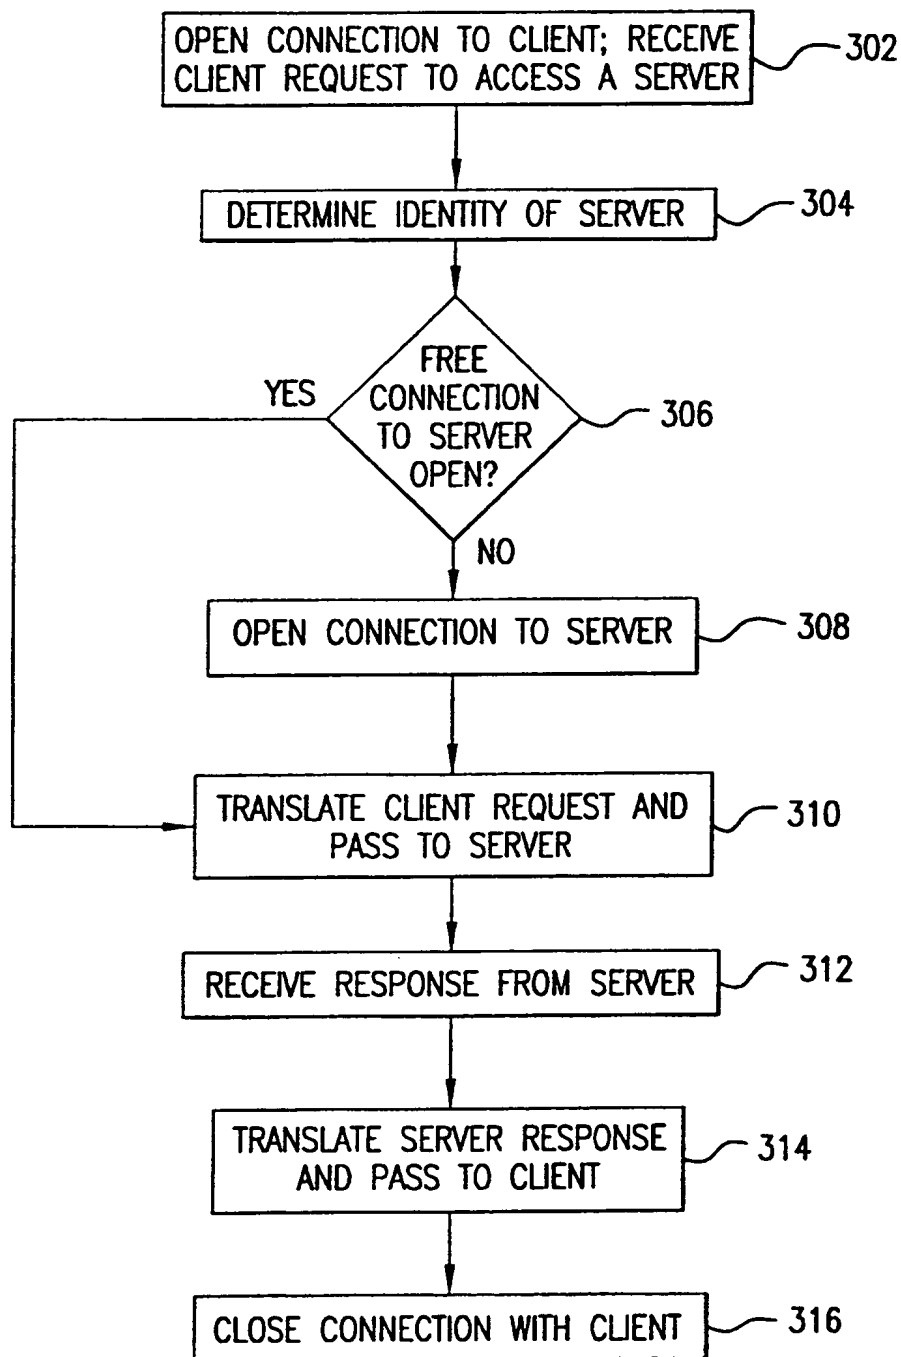 OPEN CONNECTION TO CLIENT; RECEIVE
CLIENT REQUEST TO ACCESS A SERVER
302
DETERMINE IDENTITY OF SERVER
304
FREE
CONNECTION
TO SERVER
OPEN?
YES
306
NO
OPEN CONNECTION TO SERVER
308
TRANSLATE CLIENT REQUEST AND
PASS TO SERVER
310
RECEIVE RESPONSE FROM SERVER
312
TRANSLATE SERVER RESPONSE
AND PASS TO CLIENT
314
CLOSE CONNECTION WITH CLIENT
316